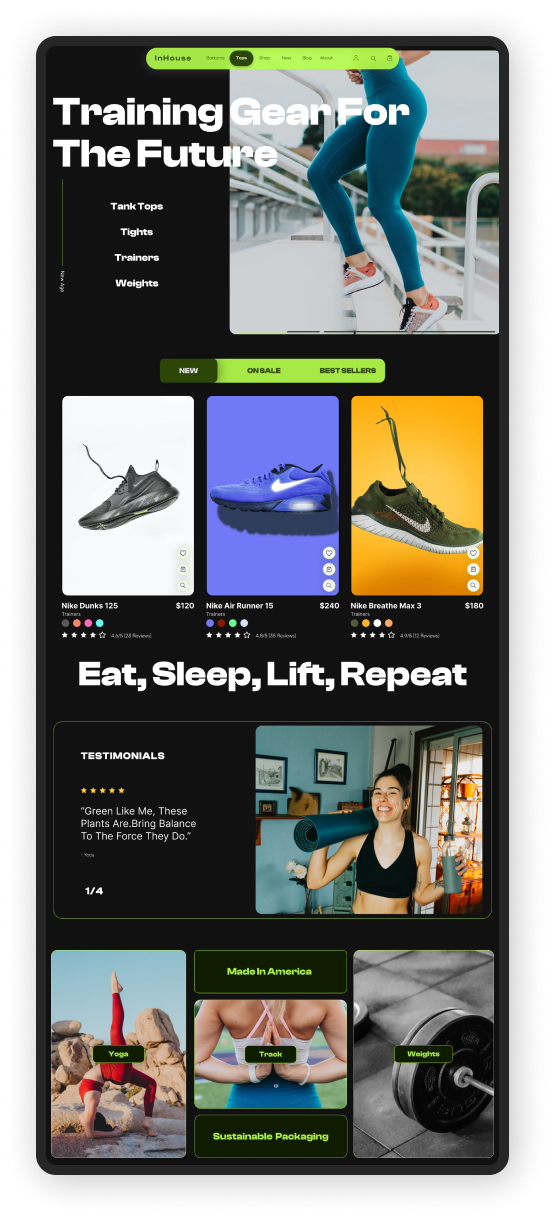 InHouse
Bottoms Tops Shop New Blog About
Training Gear For
The Future
Tank Tops
Tights
Trainers
Weights
New Age
NEW ON SALE BEST SELLERS
Nike Dunks 125 $120
Trainers
4.6/5 (23 Reviews)
Nike Air Runner 15 $240
4.8/5 (35 Reviews)
Nike Breathe Max 3 $180
Trainers
4.9/5 (12 Reviews)
Eat, Sleep, Lift, Repeat
TESTIMONIALS
“Green Like Me, These
Plants Are.Bring Balance
To The Force They Do.”
- Yoda
1/4
Made In America
Yoga
Track
Weights
Sustainable Packaging